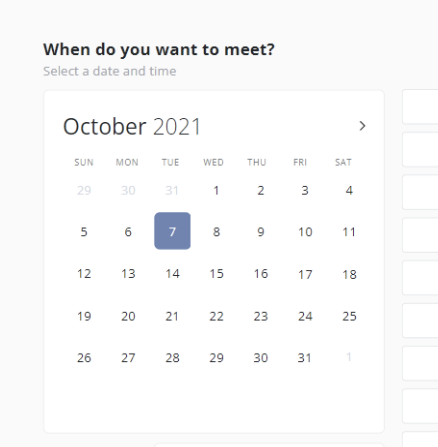 When do you want to meet?
Select a date and time
October 2021
SUN MON TUE WED THU FRI SAT
29 30 31 1 2 3 4
5 6 7 8 9 10 11
12 13 14 15 16 17 18
19 20 21 22 23 24 25
26 27 28 29 30 31 1